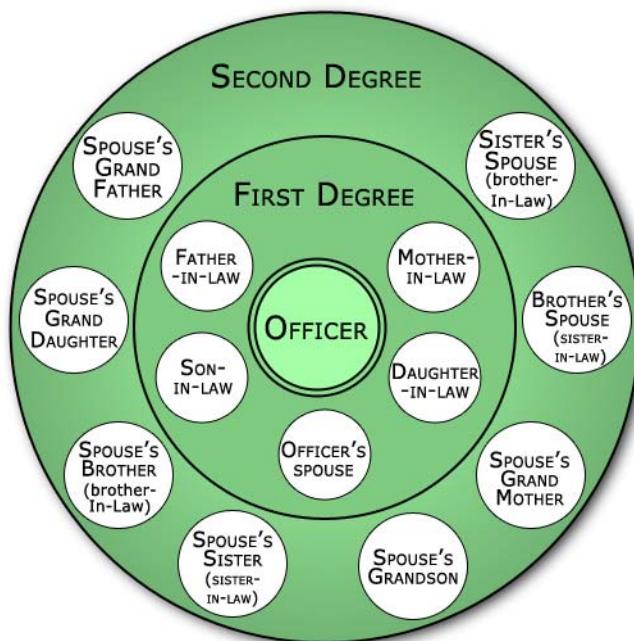 SECOND DEGREE
SPOUSE'S
GRAND
FATHER
SISTER'S
SPOUSE
(brother-
In-Law)
FIRST DEGREE
FATHER
-IN-LAW
MOTHER-
IN-LAW
SPOUSE'S
GRAND
DAUGHTER
OFFICER
BROTHER'S
SPOUSE
(SISTER-
IN-LAW)
SON-
IN-LAW
DAUGHTER
-IN-LAW
OFFICER'S
SPOUSE
SPOUSE'S
BROTHER
(brother-
In-Law)
SPOUSE'S
GRAND
MOTHER
SPOUSE'S
SISTER
(SISTER-
IN-LAW)
SPOUSE'S
GRANDSON